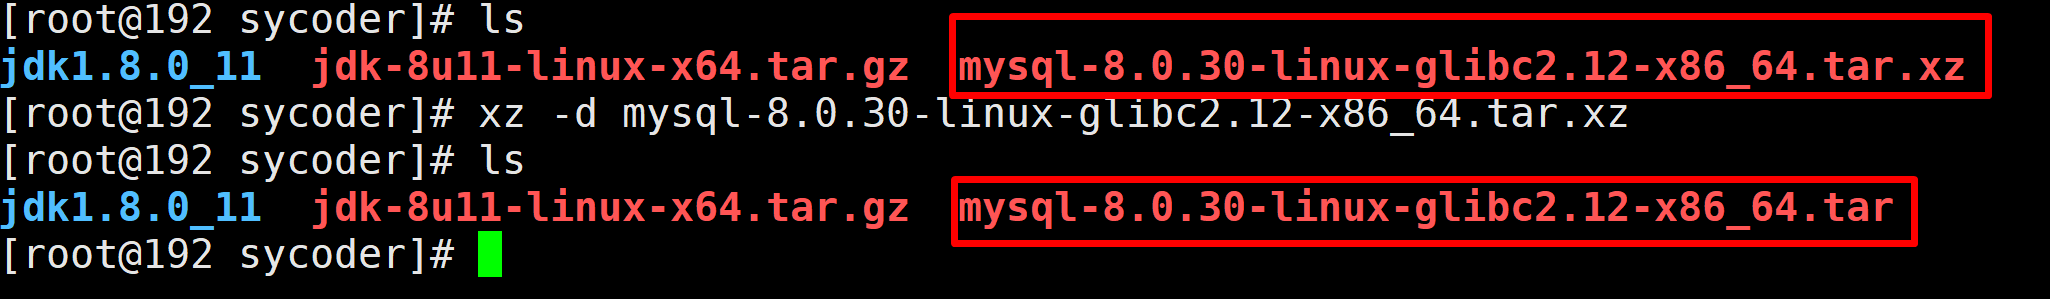 [root@192 sycoder]# ls
jdk1.8.0_11  jdk-8u11-linux-x64.tar.gz  mysql-8.0.30-linux-glibc2.12-x86_64.tar.xz
[root@192 sycoder]# xz -d mysql-8.0.30-linux-glibc2.12-x86_64.tar.xz
[root@192 sycoder]# ls
jdk1.8.0_11  jdk-8u11-linux-x64.tar.gz  mysql-8.0.30-linux-glibc2.12-x86_64.tar
[root@192 sycoder]#